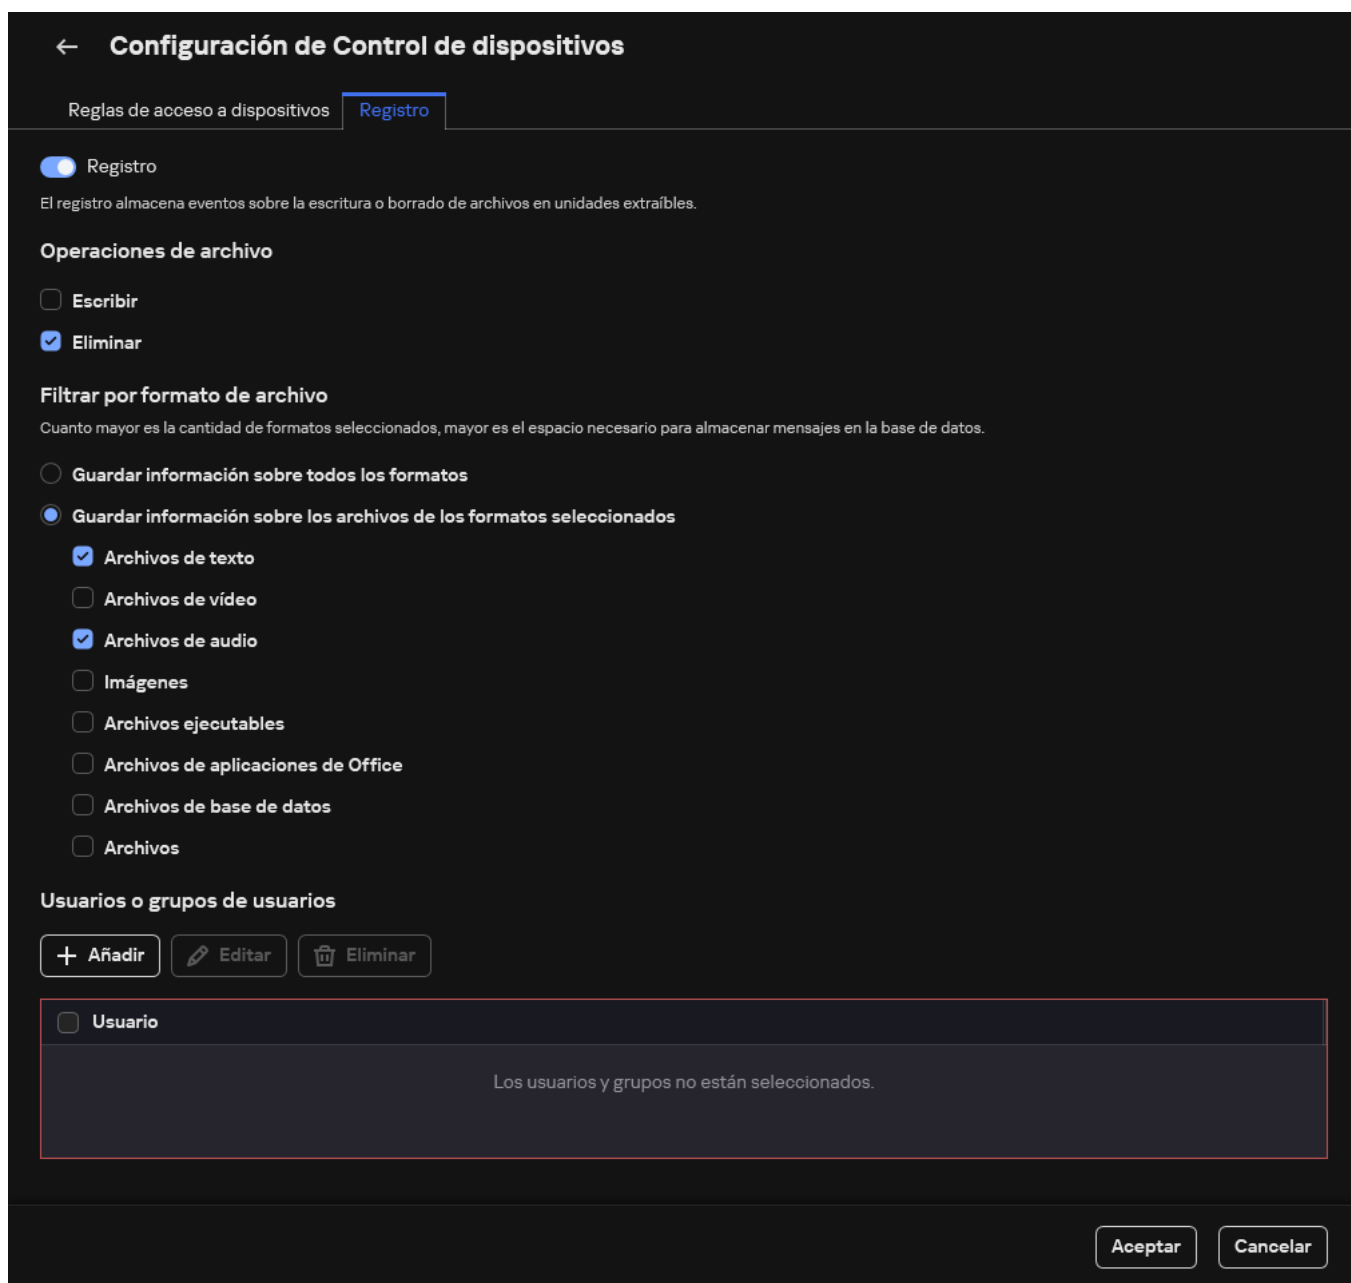 Configuración de Control de dispositivos
Reglas de acceso a dispositivos
Registro
Registro
El registro almacena eventos sobre la escritura o borrado de archivos en unidades extraíbles.
Operaciones de archivo
Escribir
Eliminar
Filtrar por formato de archivo
Cuanto mayor es la cantidad de formatos seleccionados, mayor es el espacio necesario para almacenar mensajes en la base de datos.
Guardar información sobre todos los formatos
Guardar información sobre los archivos de los formatos seleccionados
Archivos de texto
Archivos de vídeo
Archivos de audio
Imágenes
Archivos ejecutables
Archivos de aplicaciones de Office
Archivos de base de datos
Archivos
Usuarios o grupos de usuarios
Añadir
Editar
Eliminar
Usuario
Los usuarios y grupos no están seleccionados.
Aceptar
Cancelar